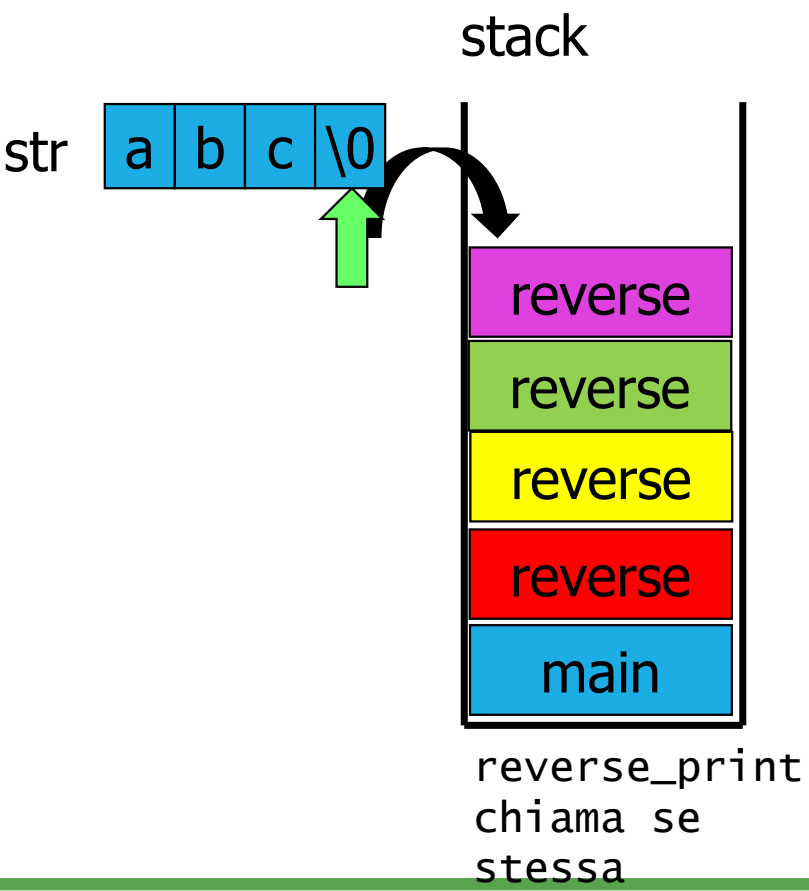 stack
str a b c \0
reverse
reverse
reverse
reverse
main
reverse_print
chiama se
stessa